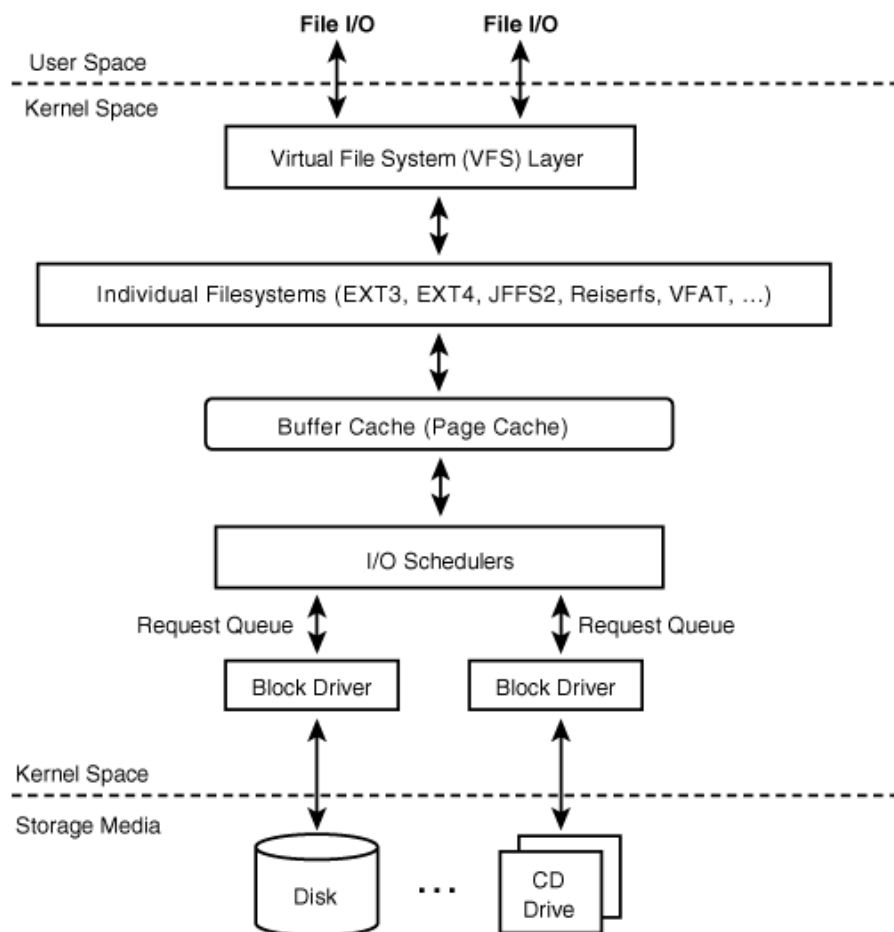 File I/O
File I/O
User Space
Kernel Space
Virtual File System (VFS) Layer
Individual Filesystems (EXT3, EXT4, JFFS2, Reiserfs, VFAT, ...)
Buffer Cache (Page Cache)
I/O Schedulers
Request Queue
Request Queue
Block Driver
Block Driver
Kernel Space
Storage Media
Disk
...
CD
Drive